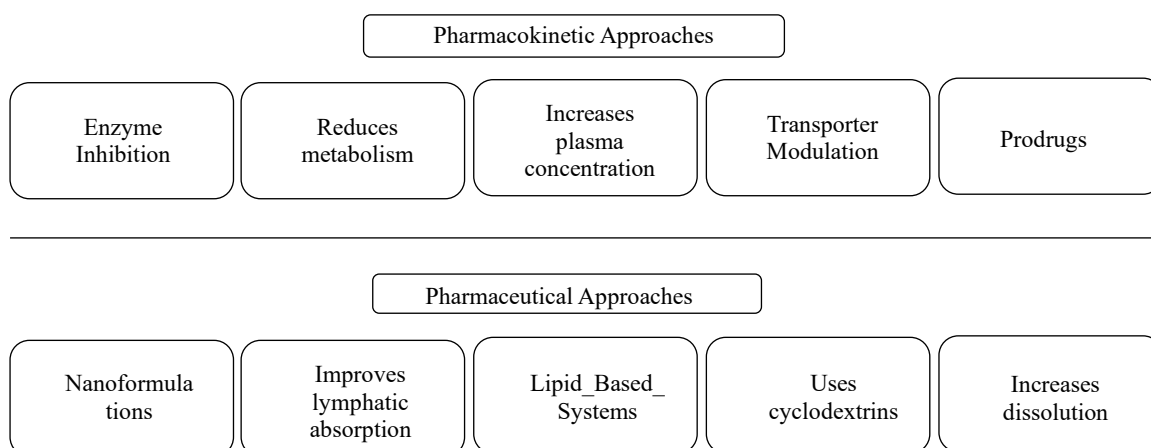 Pharmacokinetic Approaches
Enzyme
Inhibition
Reduces
metabolism
Increases
plasma
concentration
Transporter
Modulation
Prodrugs
Pharmaceutical Approaches
Nanoformula
tions
Improves
lymphatic
absorption
Lipid_Based_
Systems
Uses
cyclodextrins
Increases
dissolution